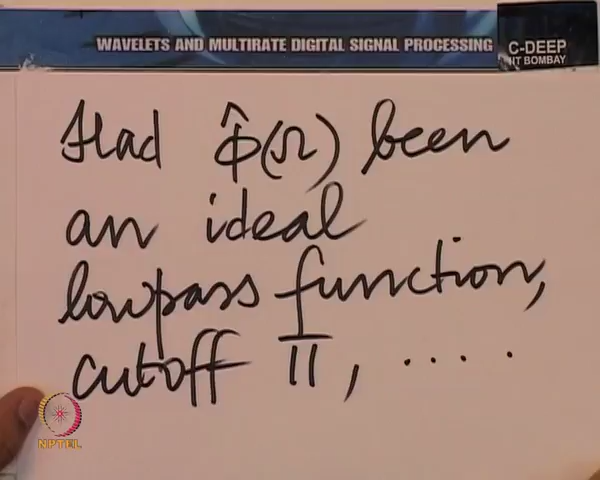 WAVELETS AND MULTIRATE DIGITAL SIGNAL PROCESSING
C-DEEP
IIT BOMBAY
Had Φ̂(Ω) been
an ideal
lowpass function,
cutoff π, ....
NPTEL